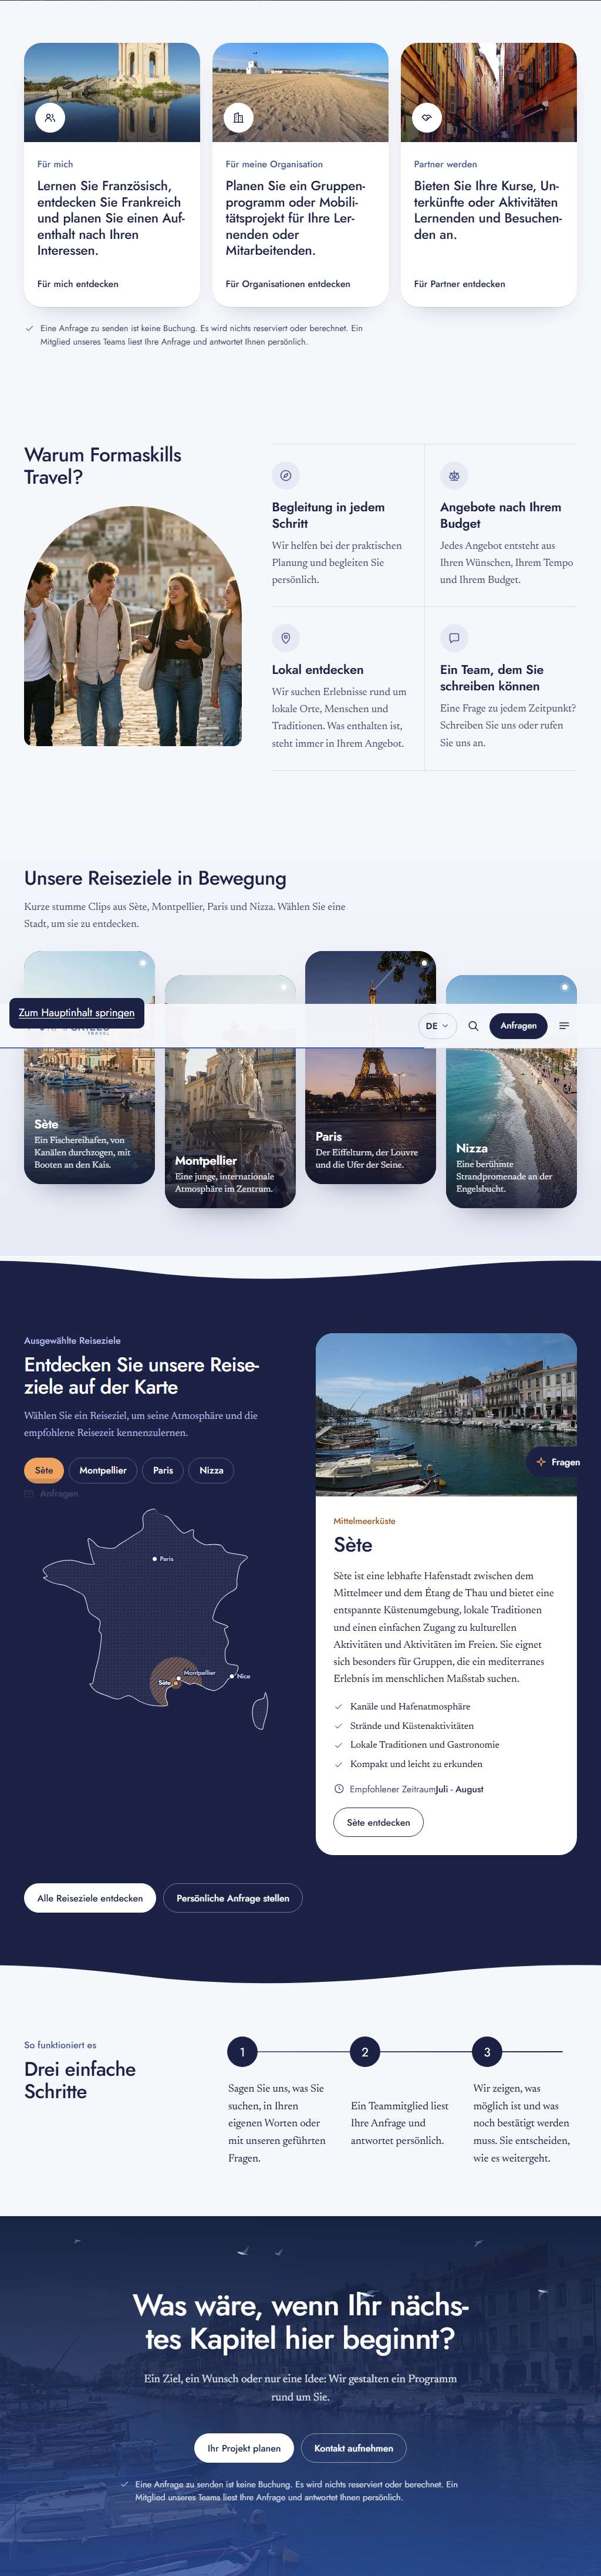 Für mich
Lernen Sie Französisch,
entdecken Sie Frankreich
und planen Sie einen Auf-
enthalt nach Ihren
Interessen.
Für mich entdecken
Für meine Organisation
Planen Sie ein Gruppen-
programm oder Mobili-
tätsprojekt für Ihre Ler-
nenden oder
Mitarbeitenden.
Für Organisationen entdecken
Partner werden
Bieten Sie Ihre Kurse, Un-
terkünfte oder Aktivitäten
Lernenden und Besuchen-
den an.
Für Partner entdecken
Eine Anfrage zu senden ist keine Buchung. Es wird nichts reserviert oder berechnet. Ein
Mitglied unseres Teams liest Ihre Anfrage und antwortet Ihnen persönlich.
Warum Formaskills
Travel?
Begleitung in jedem
Schritt
Wir helfen bei der praktischen
Planung und begleiten Sie
persönlich.
Angebote nach Ihrem
Budget
Jedes Angebot entsteht aus
Ihren Wünschen, Ihrem Tempo
und Ihrem Budget.
Lokal entdecken
Wir suchen Erlebnisse rund um
lokale Orte, Menschen und
Traditionen. Was enthalten ist,
steht immer in Ihrem Angebot.
Ein Team, dem Sie
schreiben können
Eine Frage zu jedem Zeitpunkt?
Schreiben Sie uns oder rufen
Sie uns an.
Unsere Reiseziele in Bewegung
Kurze stumme Clips aus Sète, Montpellier, Paris und Nizza. Wählen Sie eine
Stadt, um sie zu entdecken.
Zum Hauptinhalt springen
TRAVEL
DE
Anfragen
Sète
Ein Fischereihafen, von
Kanälen durchzogen, mit
Booten an den Kais.
Montpellier
Eine junge, internationale
Atmosphäre im Zentrum.
Paris
Der Eiffelturm, der Louvre
und die Ufer der Seine.
Nizza
Eine berühmte
Strandpromenade an der
Engelsbucht.
Ausgewählte Reiseziele
Entdecken Sie unsere Reise-
ziele auf der Karte
Wählen Sie ein Reiseziel, um seine Atmosphäre und die
empfohlene Reisezeit kennenzulernen.
Sète
Montpellier
Paris
Nizza
Anfragen
Paris
Montpellier
Sète
Nice
Fragen
Mittelmeerküste
Sète
Sète ist eine lebhafte Hafenstadt zwischen dem
Mittelmeer und dem Étang de Thau und bietet eine
entspannte Küstenumgebung, lokale Traditionen
und einen einfachen Zugang zu kulturellen
Aktivitäten und Aktivitäten im Freien. Sie eignet
sich besonders für Gruppen, die ein mediterranes
Erlebnis im menschlichen Maßstab suchen.
Kanäle und Hafenatmosphäre
Strände und Küstenaktivitäten
Lokale Traditionen und Gastronomie
Kompakt und leicht zu erkunden
Empfohlener ZeitraumJuli - August
Sète entdecken
Alle Reiseziele entdecken
Persönliche Anfrage stellen
So funktioniert es
Drei einfache
Schritte
1
Sagen Sie uns, was Sie
suchen, in Ihren
eigenen Worten oder
mit unseren geführten
Fragen.
2
Ein Teammitglied liest
Ihre Anfrage und
antwortet persönlich.
3
Wir zeigen, was
möglich ist und was
noch bestätigt werden
muss. Sie entscheiden,
wie es weitergeht.
Was wäre, wenn Ihr nächs-
tes Kapitel hier beginnt?
Ein Ziel, ein Wunsch oder nur eine Idee: Wir gestalten ein Programm
rund um Sie.
Ihr Projekt planen
Kontakt aufnehmen
Eine Anfrage zu senden ist keine Buchung. Es wird nichts reserviert oder berechnet. Ein
Mitglied unseres Teams liest Ihre Anfrage und antwortet Ihnen persönlich.